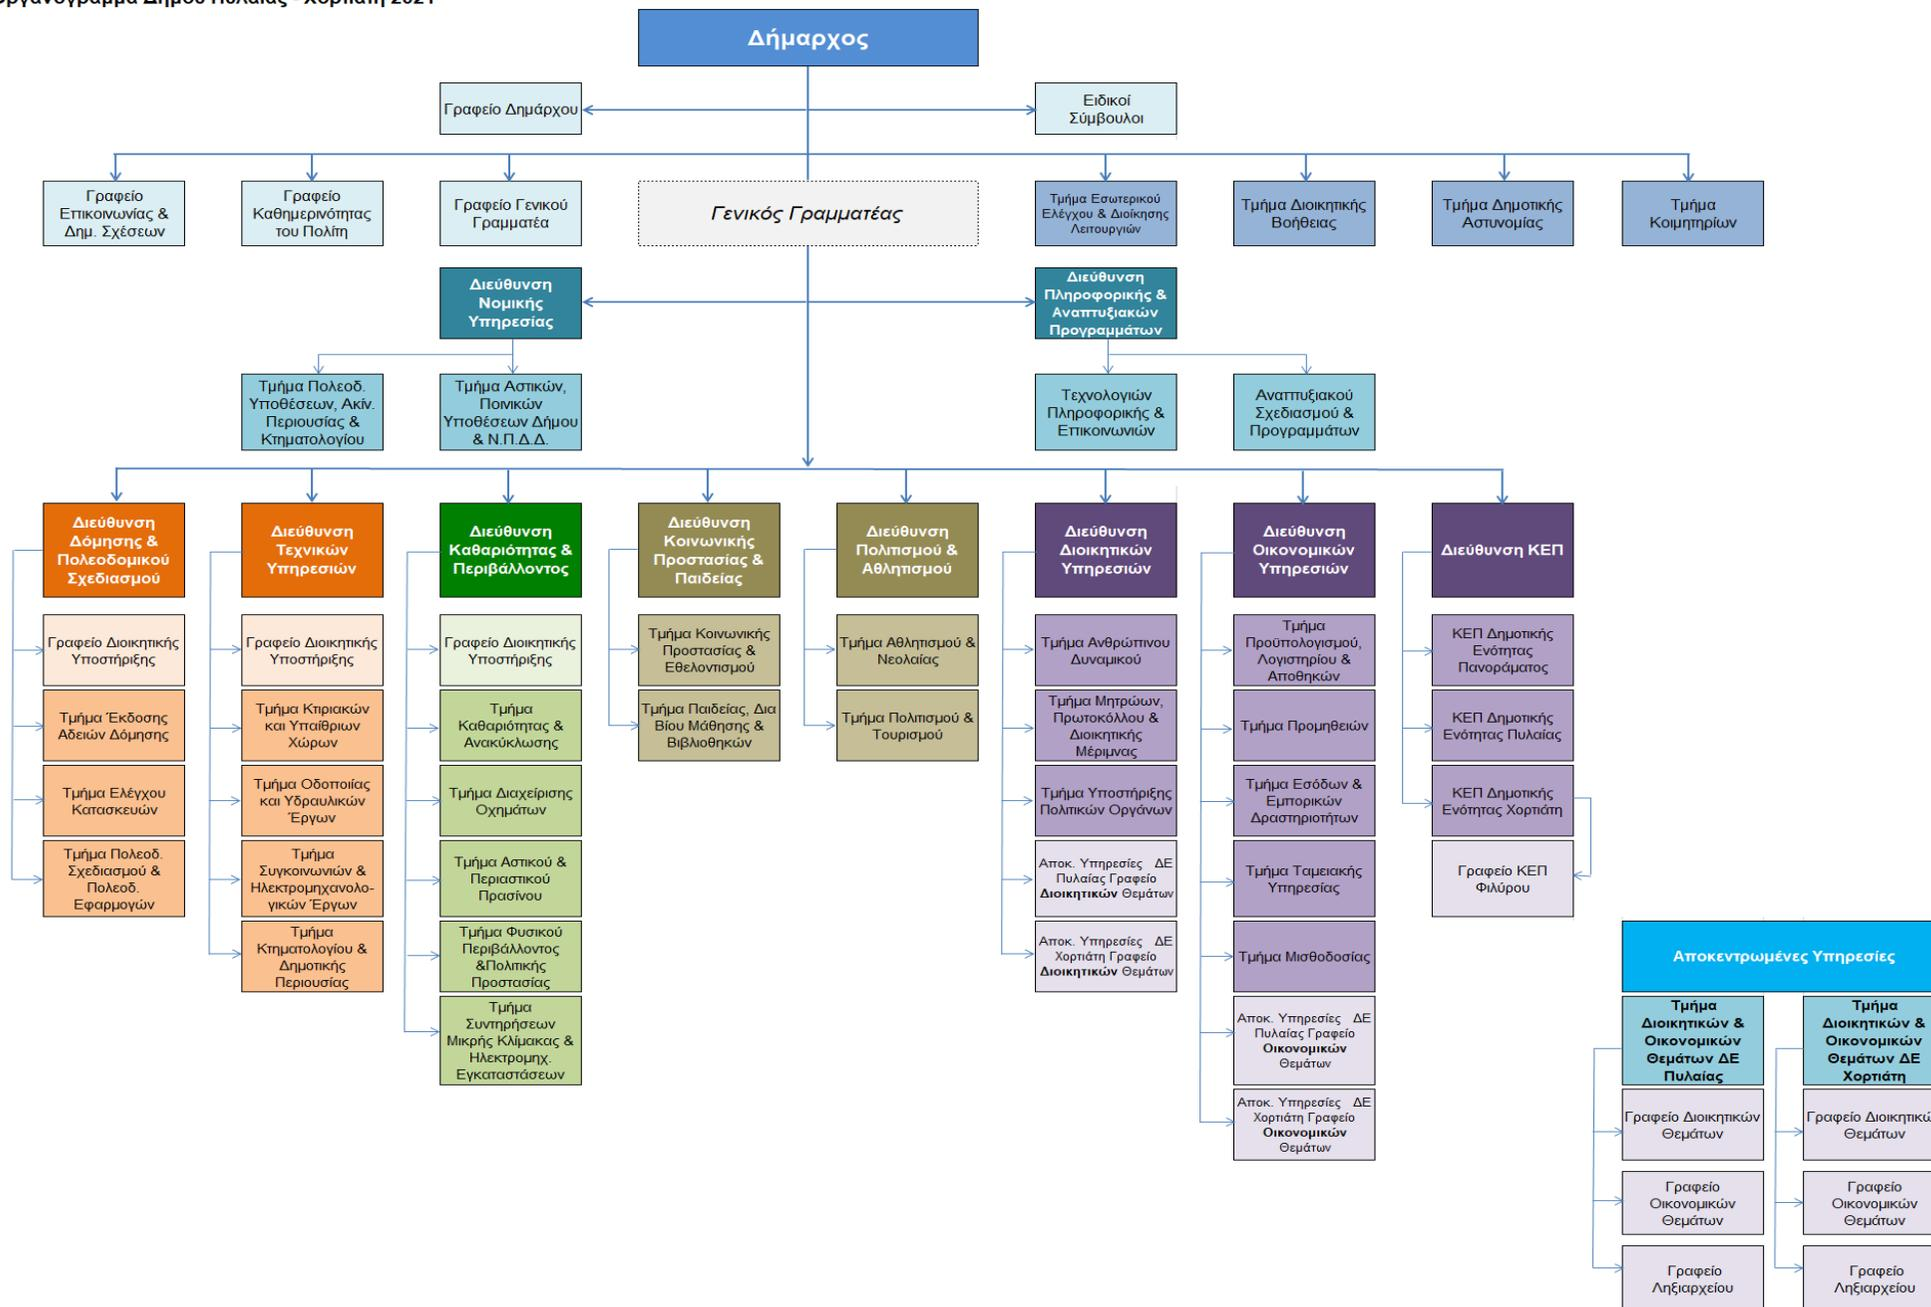 Οργανόγραμμα Δήμου Πυλαίας - Χορτιάτη 2021
Δήμαρχος
Γραφείο Δημάρχου
Ειδικοί
Σύμβουλοι
Γραφείο
Επικοινωνίας &
Δημ. Σχέσεων
Γραφείο
Καθημερινότητας
του Πολίτη
Γραφείο Γενικού
Γραμματέα
Γενικός Γραμματέας
Τμήμα Εσωτερικού
Ελέγχου & Διοίκησης
Λειτουργιών
Τμήμα Διοικητικής
Βοήθειας
Τμήμα Δημοτικής
Αστυνομίας
Τμήμα
Κοιμητηρίων
Διεύθυνση
Νομικής
Υπηρεσίας
Διεύθυνση
Πληροφορικής &
Αναπτυξιακών
Προγραμμάτων
Τμήμα Πολεοδ.
Υποθέσεων, Ακίν.
Περιουσίας &
Κτηματολογίου
Τμήμα Αστικών,
Ποινικών
Υποθέσεων Δήμου
& Ν.Π.Δ.Δ.
Τεχνολογιών
Πληροφορικής &
Επικοινωνιών
Αναπτυξιακού
Σχεδιασμού &
Προγραμμάτων
Διεύθυνση
Δόμησης &
Πολεοδομικού
Σχεδιασμού
Γραφείο Διοικητικής
Υποστήριξης
Τμήμα Έκδοσης
Αδειών Δόμησης
Τμήμα Ελέγχου
Κατασκευών
Τμήμα Πολεοδ.
Σχεδιασμού &
Πολεοδ.
Εφαρμογών
Διεύθυνση
Τεχνικών
Υπηρεσιών
Γραφείο Διοικητικής
Υποστήριξης
Τμήμα Κτιριακών
και Υπαίθριων
Χώρων
Τμήμα Οδοποιίας
και Υδραυλικών
Έργων
Τμήμα
Συγκοινωνιών &
Ηλεκτρομηχανολο-
γικών Έργων
Τμήμα
Κτηματολογίου &
Δημοτικής
Περιουσίας
Διεύθυνση
Καθαριότητας &
Περιβάλλοντος
Γραφείο Διοικητικής
Υποστήριξης
Τμήμα
Καθαριότητας &
Ανακύκλωσης
Τμήμα Διαχείρισης
Οχημάτων
Τμήμα Αστικού &
Περιαστικού
Πρασίνου
Τμήμα Φυσικού
Περιβάλλοντος
&Πολιτικής
Προστασίας
Τμήμα
Συντηρήσεων
Μικρής Κλίμακας &
Ηλεκτρομηχ.
Εγκαταστάσεων
Διεύθυνση
Κοινωνικής
Προστασίας &
Παιδείας
Τμήμα Κοινωνικής
Προστασίας &
Εθελοντισμού
Τμήμα Παιδείας, Δια
Βίου Μάθησης &
Βιβλιοθηκών
Διεύθυνση
Πολιτισμού &
Αθλητισμού
Τμήμα Αθλητισμού &
Νεολαίας
Τμήμα Πολιτισμού &
Τουρισμού
Διεύθυνση
Διοικητικών
Υπηρεσιών
Τμήμα Ανθρώπινου
Δυναμικού
Τμήμα Μητρώων,
Πρωτοκόλλου &
Διοικητικής
Μέριμνας
Τμήμα Υποστήριξης
Πολιτικών Οργάνων
Αποκ. Υπηρεσίες ΔΕ
Πυλαίας Γραφείο
Διοικητικών Θεμάτων
Αποκ. Υπηρεσίες ΔΕ
Χορτιάτη Γραφείο
Διοικητικών Θεμάτων
Διεύθυνση
Οικονομικών
Υπηρεσιών
Τμήμα
Προϋπολογισμού,
Λογιστηρίου &
Αποθηκών
Τμήμα Προμηθειών
Τμήμα Εσόδων &
Εμπορικών
Δραστηριοτήτων
Τμήμα Ταμειακής
Υπηρεσίας
Τμήμα Μισθοδοσίας
Αποκ. Υπηρεσίες ΔΕ
Πυλαίας Γραφείο
Οικονομικών
Θεμάτων
Αποκ. Υπηρεσίες ΔΕ
Χορτιάτη Γραφείο
Οικονομικών
Θεμάτων
Διεύθυνση ΚΕΠ
ΚΕΠ Δημοτικής
Ενότητας
Πανοράματος
ΚΕΠ Δημοτικής
Ενότητας Πυλαίας
ΚΕΠ Δημοτικής
Ενότητας Χορτιάτη
Γραφείο ΚΕΠ
Φιλύρου
Αποκεντρωμένες Υπηρεσίες
Τμήμα
Διοικητικών &
Οικονομικών
Θεμάτων ΔΕ
Πυλαίας
Γραφείο Διοικητικών
Θεμάτων
Γραφείο
Οικονομικών
Θεμάτων
Γραφείο
Ληξιαρχείου
Τμήμα
Διοικητικών &
Οικονομικών
Θεμάτων ΔΕ
Χορτιάτη
Γραφείο Διοικητικώ
Θεμάτων
Γραφείο
Οικονομικών
Θεμάτων
Γραφείο
Ληξιαρχείου